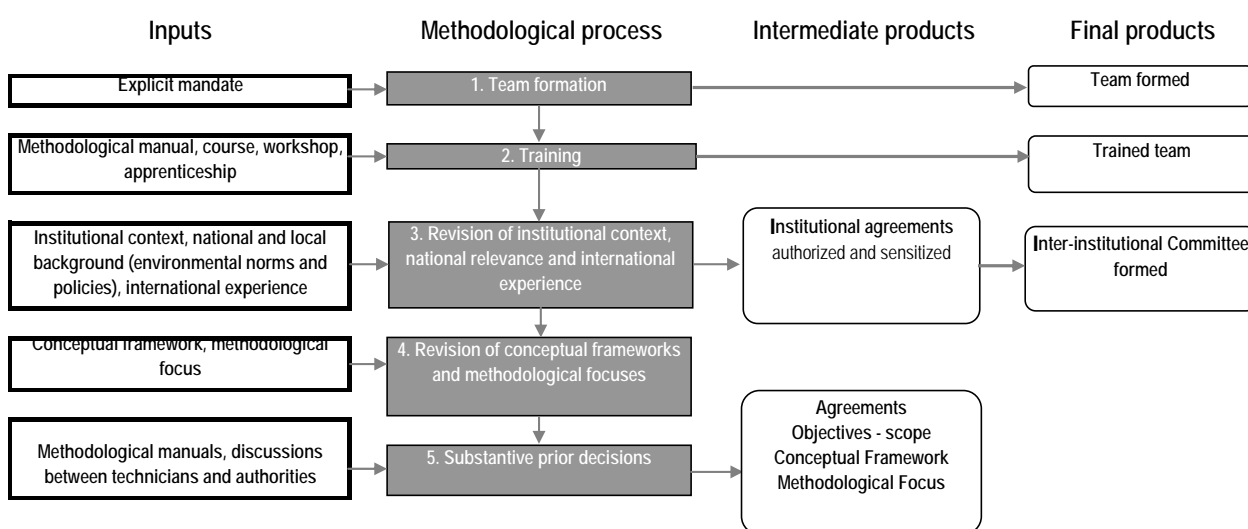 Inputs
Methodological process
Intermediate products
Final products
Explicit mandate
1. Team formation
Team formed
Methodological manual, course, workshop,
apprenticeship
2. Training
Trained team
Institutional context, national and local
background (environmental norms and
policies), international experience
3. Revision of institutional context,
national relevance and international
experience
Institutional agreements
authorized and sensitized
Inter-institutional Committee
formed
Conceptual framework, methodological
focus
4. Revision of conceptual frameworks
and methodological focuses
Methodological manuals, discussions
between technicians and authorities
5. Substantive prior decisions
Agreements
Objectives - scope
Conceptual Framework
Methodological Focus